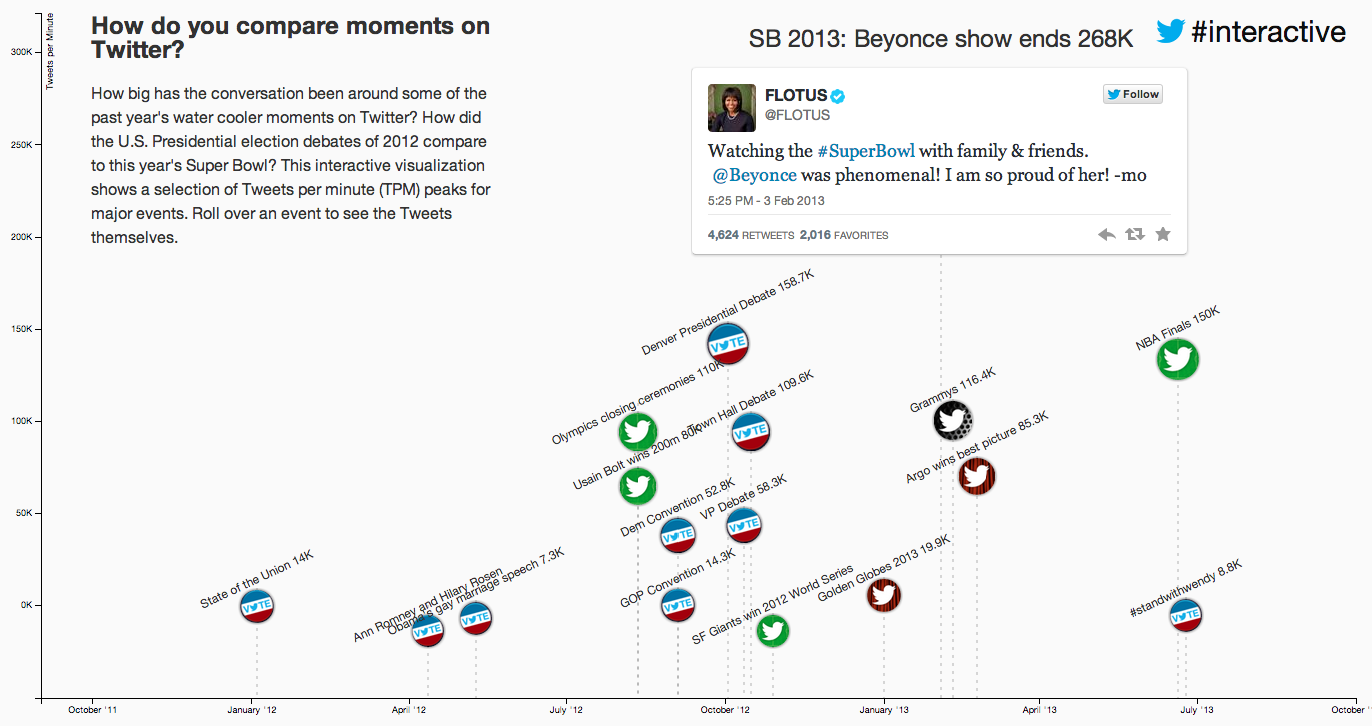 How do you compare moments on
Twitter?
How big has the conversation been around some of the
past year's water cooler moments on Twitter? How did
the U.S. Presidential election debates of 2012 compare
to this year's Super Bowl? This interactive visualization
shows a selection of Tweets per minute (TPM) peaks for
major events. Roll over an event to see the Tweets
themselves.
SB 2013: Beyonce show ends 268K
#interactive
FLOTUS
@FLOTUS
Follow
Watching the #SuperBowl with family & friends.
@Beyonce was phenomenal! I am so proud of her! -mo
5:25 PM - 3 Feb 2013
4,624 RETWEETS 2,016 FAVORITES
Tweets per Minute
300K
250K
200K
150K
100K
50K
0K
Denver Presidential Debate 158.7K
VOTE
NBA Finals 150K
Olympics closing ceremonies 110K
Town Hall Debate 109.6K
VOTE
Grammys 116.4K
Usain Bolt wins 200m 80K
Argo wins best picture 85.3K
Dem Convention 52.8K
VOTE
VP Debate 58.3K
VOTE
State of the Union 14K
VOTE
Ann Romney and Hilary Rosen
VOTE
Obama's gay marriage speech 7.3K
VOTE
GOP Convention 14.3K
VOTE
SF Giants win 2012 World Series
Golden Globes 2013 19.9K
#standwithwendy 8.8K
VOTE
October '11
January '12
April '12
July '12
October '12
January '13
April '13
July '13
October